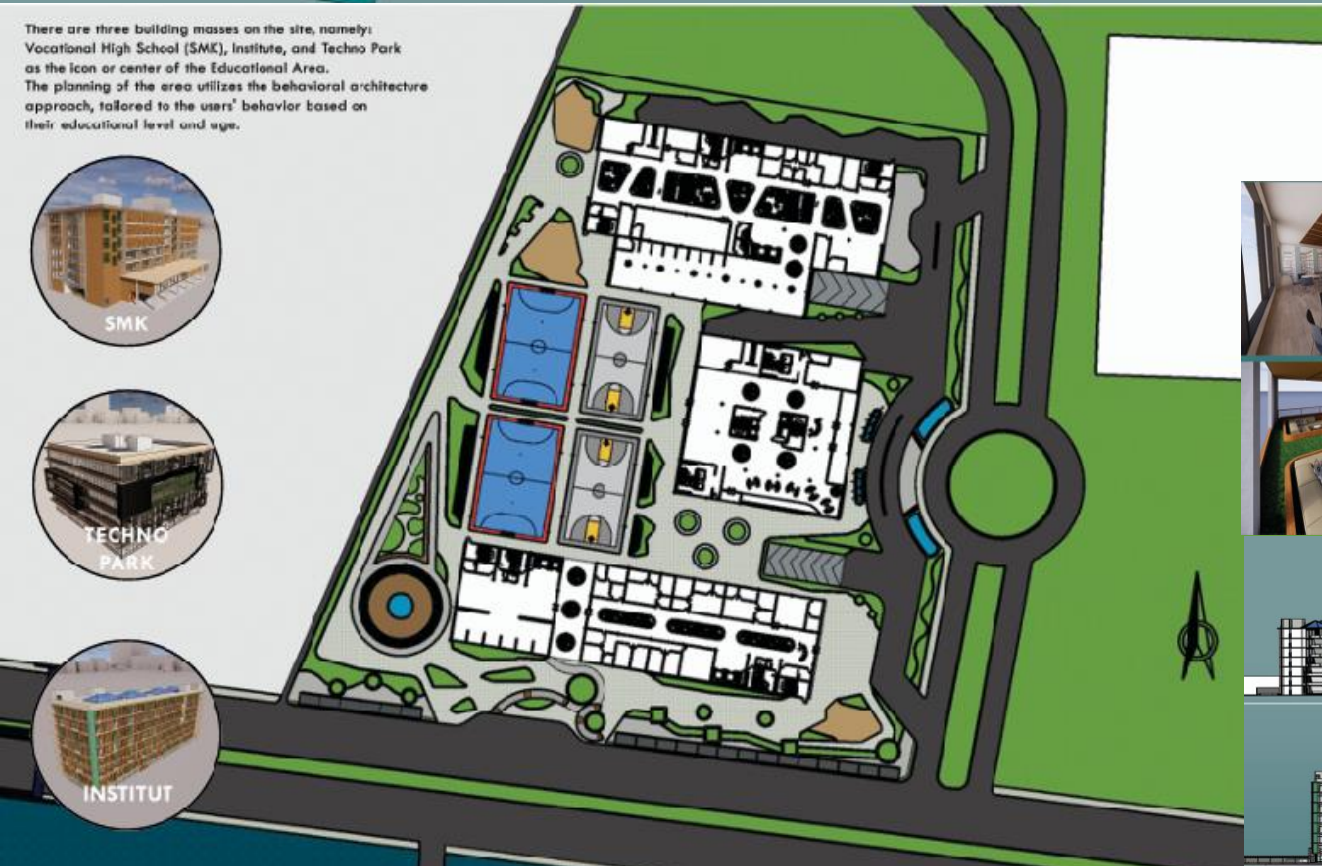 There are three building masses on the site, namely:
Vocational High School (SMK), Institute, and Techno Park
as the icon or center of the Educational Area.
The planning of the area utilizes the behavioral architecture
approach, tailored to the users' behavior based on
their educational level and age.
SMK
TECHNO
PARK
INSTITUT